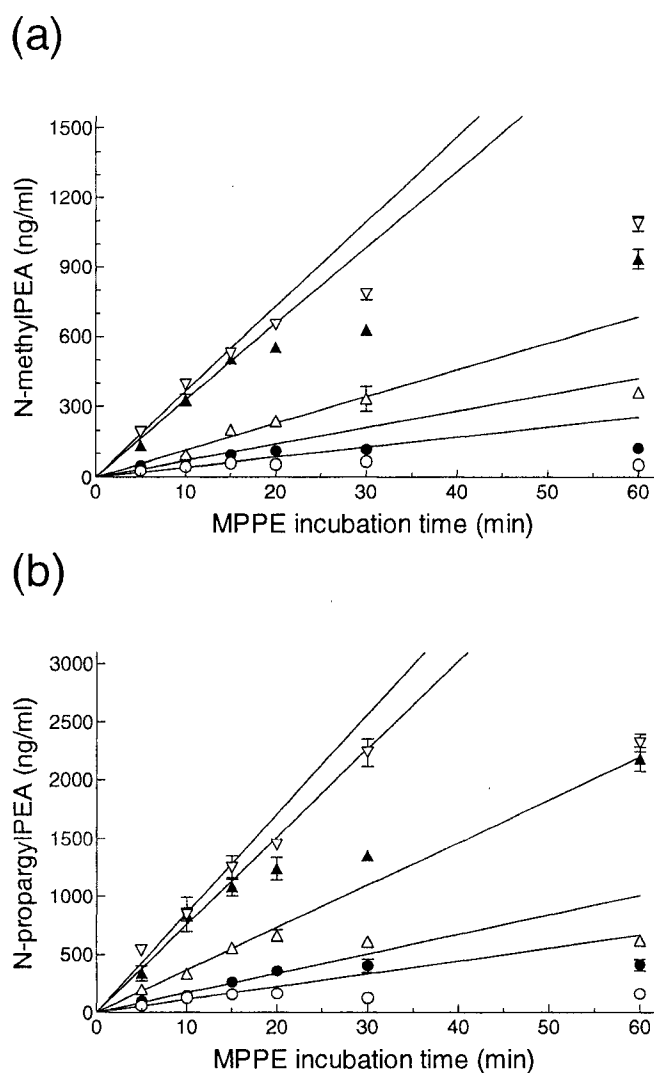 (a)
1500
1200
900
600
300
0
N-methylPEA (ng/ml)
0 10 20 30 40 50 60
MPPE incubation time (min)
(b)
3000
2500
2000
1500
1000
500
0
N-propargylPEA (ng/ml)
0 10 20 30 40 50 60
MPPE incubation time (min)